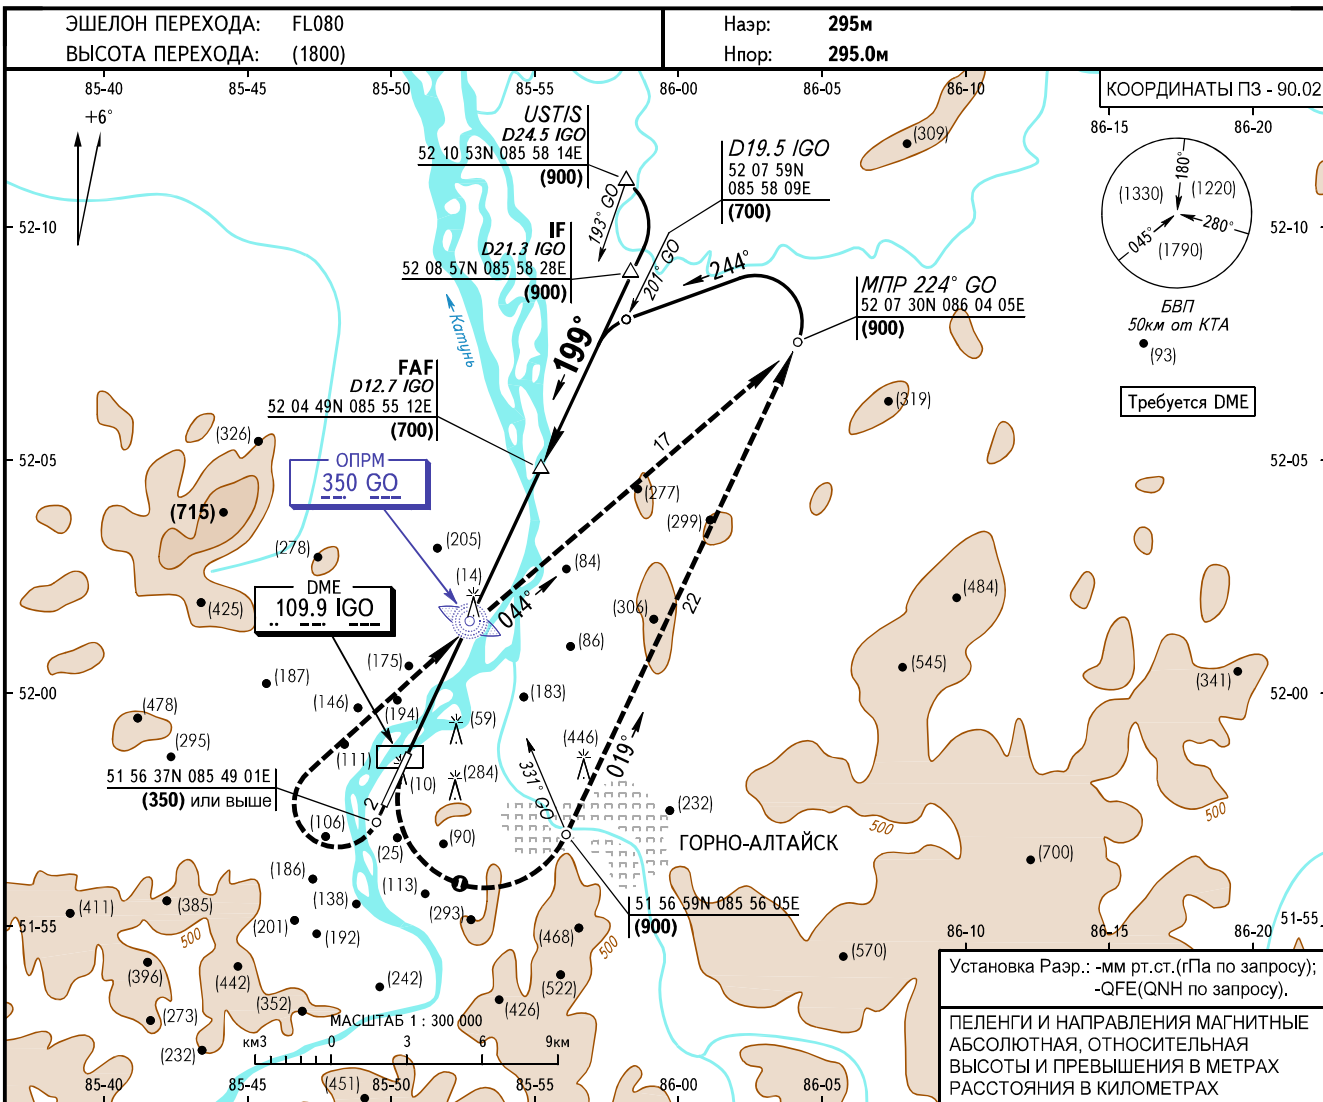 ЭШЕЛОН ПЕРЕХОДА: FL080
ВЫСОТА ПЕРЕХОДА: (1800)
Наэр: 295м
Нпор: 295.0м
85-40
85-45
85-50
85-55
86-00
86-05
86-10
КООРДИНАТЫ ПЗ - 90.02
86-15
86-20
+6°
USTIS
D24.5 IGO
52 10 53N 085 58 14E
(900)
D19.5 IGO
52 07 59N
085 58 09E
(700)
(309)
180°
(1330)
(1220)
280°
045°
(1790)
52-10
52-10
IF
D21.3 IGO
52 08 57N 085 58 28E
(900)
193° GO
201° GO
244°
МПР 224° GO
52 07 30N 086 04 05E
(900)
БВП
50км от КТА
(93)
Катунь
199°
FAF
D12.7 IGO
52 04 49N 085 55 12E
(700)
(319)
Требуется DME
(326)
17
52-05
52-05
ОПРМ
350 GO
(277)
(299)
(715)
(278)
(205)
(84)
(14)
044°
DME
109.9 IGO
(425)
(306)
22
(484)
(86)
(175)
(187)
(545)
(341)
(146)
(194)
(183)
52-00
52-00
(478)
(59)
(295)
(111)
(446)
019°
331° GO
51 56 37N 085 49 01E
(350) или выше
(10)
(284)
2
(106)
(25)
(90)
(232)
ГОРНО-АЛТАЙСК
500
500
(700)
(186)
(113)
1
(138)
(293)
51 56 59N 085 56 05E
(900)
(411)
(385)
(201)
(192)
500
(468)
500
86-10
86-15
86-20
51-55
51-55
(570)
(396)
(442)
(242)
(522)
(426)
(273)
(352)
(232)
МАСШТАБ 1 : 300 000
км3 0 3 6 9км
(451)
85-40
85-45
85-50
85-55
86-00
86-05
Установка Раэр.: -мм рт.ст.(гПа по запросу);
-QFE(QNH по запросу).
ПЕЛЕНГИ И НАПРАВЛЕНИЯ МАГНИТНЫЕ
АБСОЛЮТНАЯ, ОТНОСИТЕЛЬНАЯ
ВЫСОТЫ И ПРЕВЫШЕНИЯ В МЕТРАХ
РАССТОЯНИЯ В КИЛОМЕТРАХ